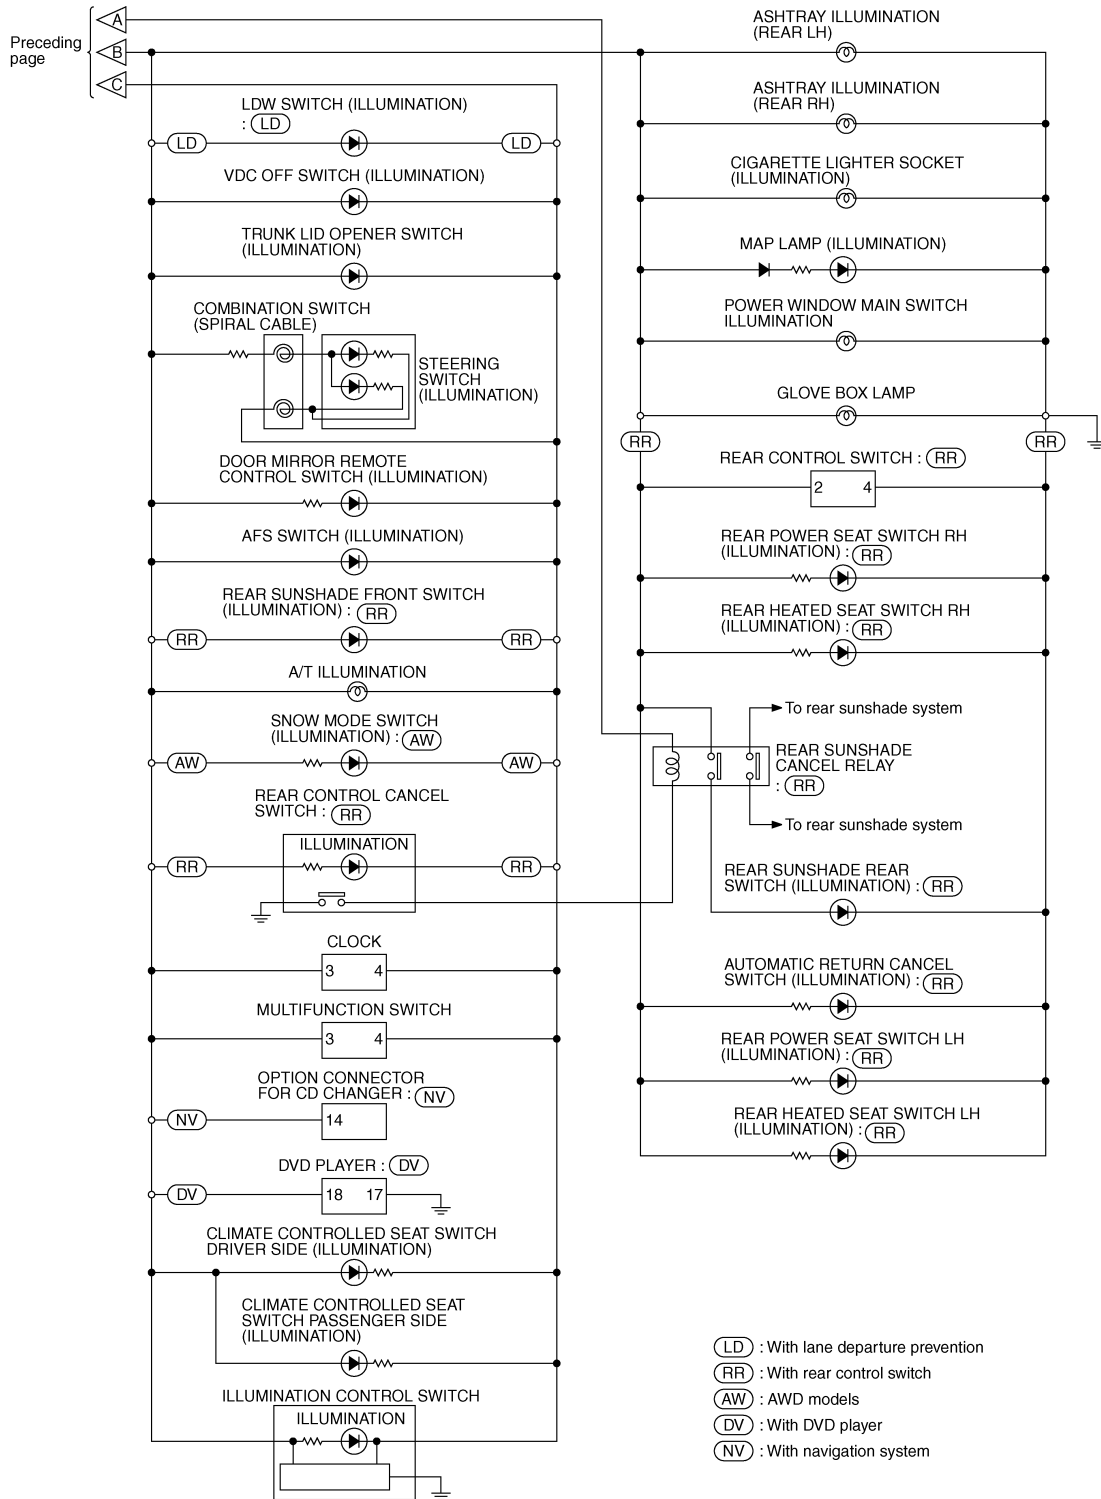 Preceding
page
A
B
C
LDW SWITCH (ILLUMINATION)
: LD
LD
LD
VDC OFF SWITCH (ILLUMINATION)
TRUNK LID OPENER SWITCH
(ILLUMINATION)
COMBINATION SWITCH
(SPIRAL CABLE)
STEERING
SWITCH
(ILLUMINATION)
DOOR MIRROR REMOTE
CONTROL SWITCH (ILLUMINATION)
AFS SWITCH (ILLUMINATION)
REAR SUNSHADE FRONT SWITCH
(ILLUMINATION) : RR
RR
RR
A/T ILLUMINATION
SNOW MODE SWITCH
(ILLUMINATION) : AW
AW
AW
REAR CONTROL CANCEL
SWITCH : RR
ILLUMINATION
RR
RR
CLOCK
3 4
MULTIFUNCTION SWITCH
3 4
OPTION CONNECTOR
FOR CD CHANGER : NV
NV
14
DVD PLAYER : DV
DV
18 17
CLIMATE CONTROLLED SEAT SWITCH
DRIVER SIDE (ILLUMINATION)
CLIMATE CONTROLLED SEAT
SWITCH PASSENGER SIDE
(ILLUMINATION)
ILLUMINATION CONTROL SWITCH
ILLUMINATION
ASHTRAY ILLUMINATION
(REAR LH)
ASHTRAY ILLUMINATION
(REAR RH)
CIGARETTE LIGHTER SOCKET
(ILLUMINATION)
MAP LAMP (ILLUMINATION)
POWER WINDOW MAIN SWITCH
ILLUMINATION
GLOVE BOX LAMP
RR
RR
REAR CONTROL SWITCH : RR
2 4
REAR POWER SEAT SWITCH RH
(ILLUMINATION) : RR
REAR HEATED SEAT SWITCH RH
(ILLUMINATION) : RR
To rear sunshade system
REAR SUNSHADE
CANCEL RELAY
: RR
To rear sunshade system
REAR SUNSHADE REAR
SWITCH (ILLUMINATION) : RR
AUTOMATIC RETURN CANCEL
SWITCH (ILLUMINATION) : RR
REAR POWER SEAT SWITCH LH
(ILLUMINATION) : RR
REAR HEATED SEAT SWITCH LH
(ILLUMINATION) : RR
LD : With lane departure prevention
RR : With rear control switch
AW : AWD models
DV : With DVD player
NV : With navigation system